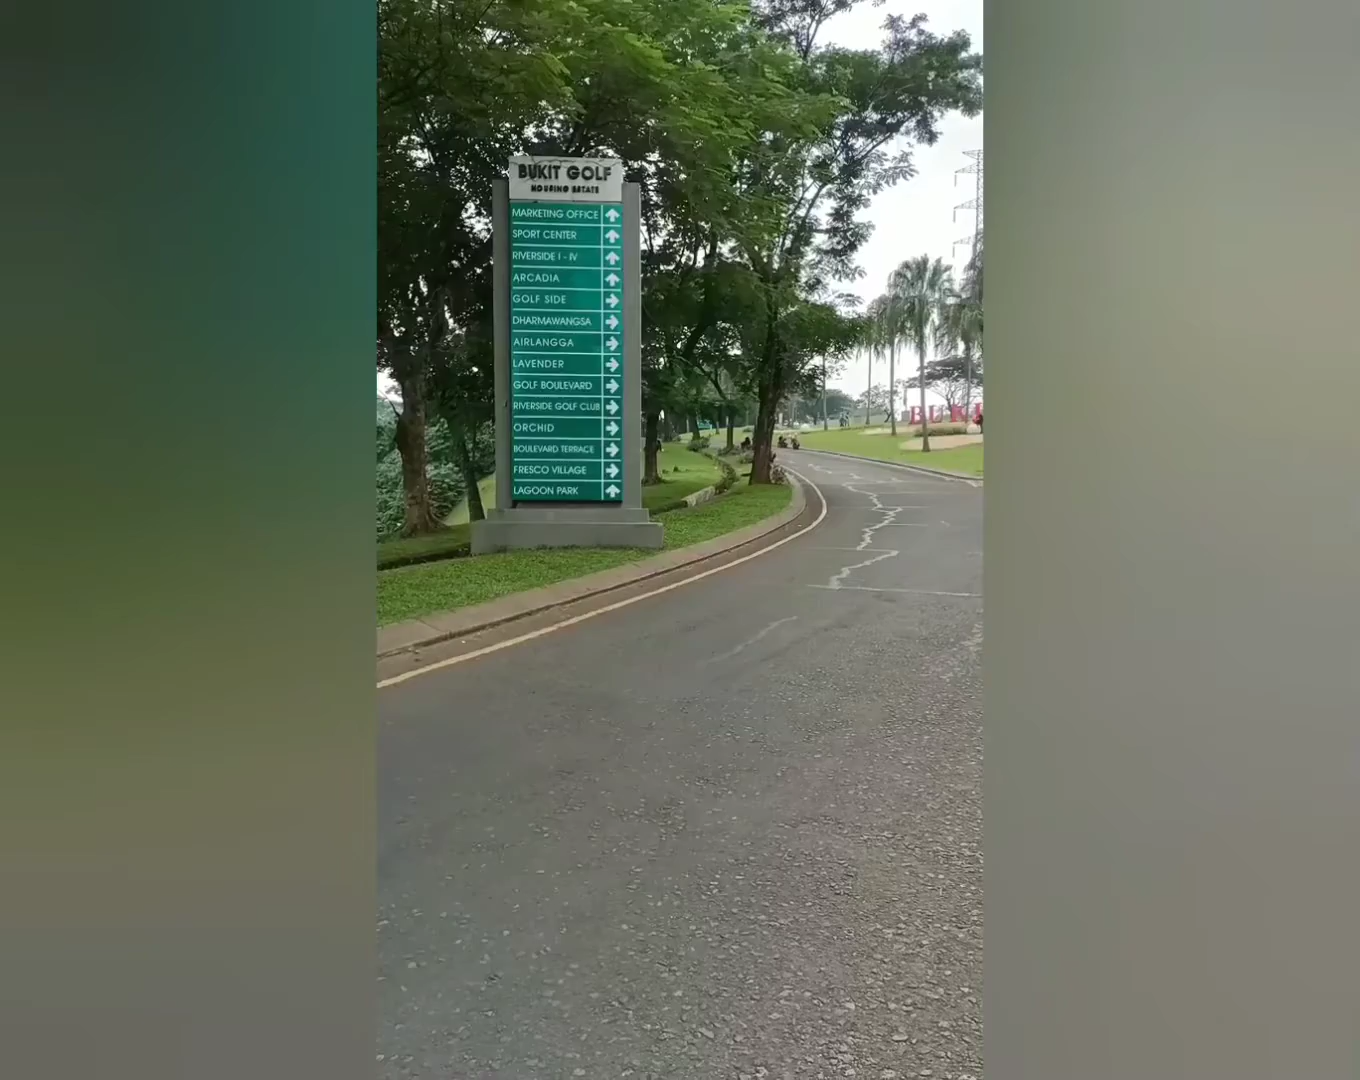 BUKIT GOLF
HOUSING ESTATE
MARKETING OFFICE
SPORT CENTER
RIVERSIDE I - IV
ARCADIA
GOLF SIDE
DHARMAWANGSA
AIRLANGGA
LAVENDER
GOLF BOULEVARD
RIVERSIDE GOLF CLUB
ORCHID
BOULEVARD TERRACE
FRESCO VILLAGE
LAGOON PARK
BUKI